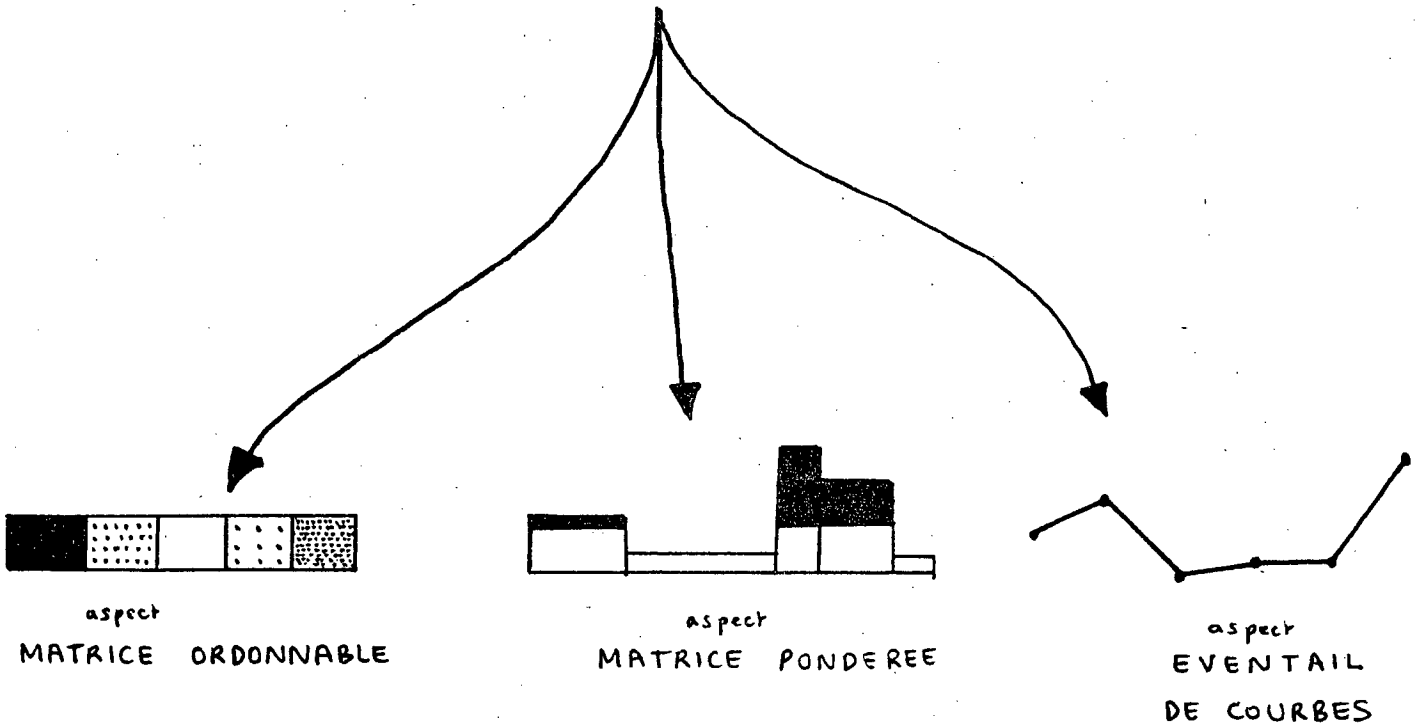 aspect
MATRICE ORDONNABLE
aspect
MATRICE PONDEREE
aspect
EVENTAIL
DE COURBES